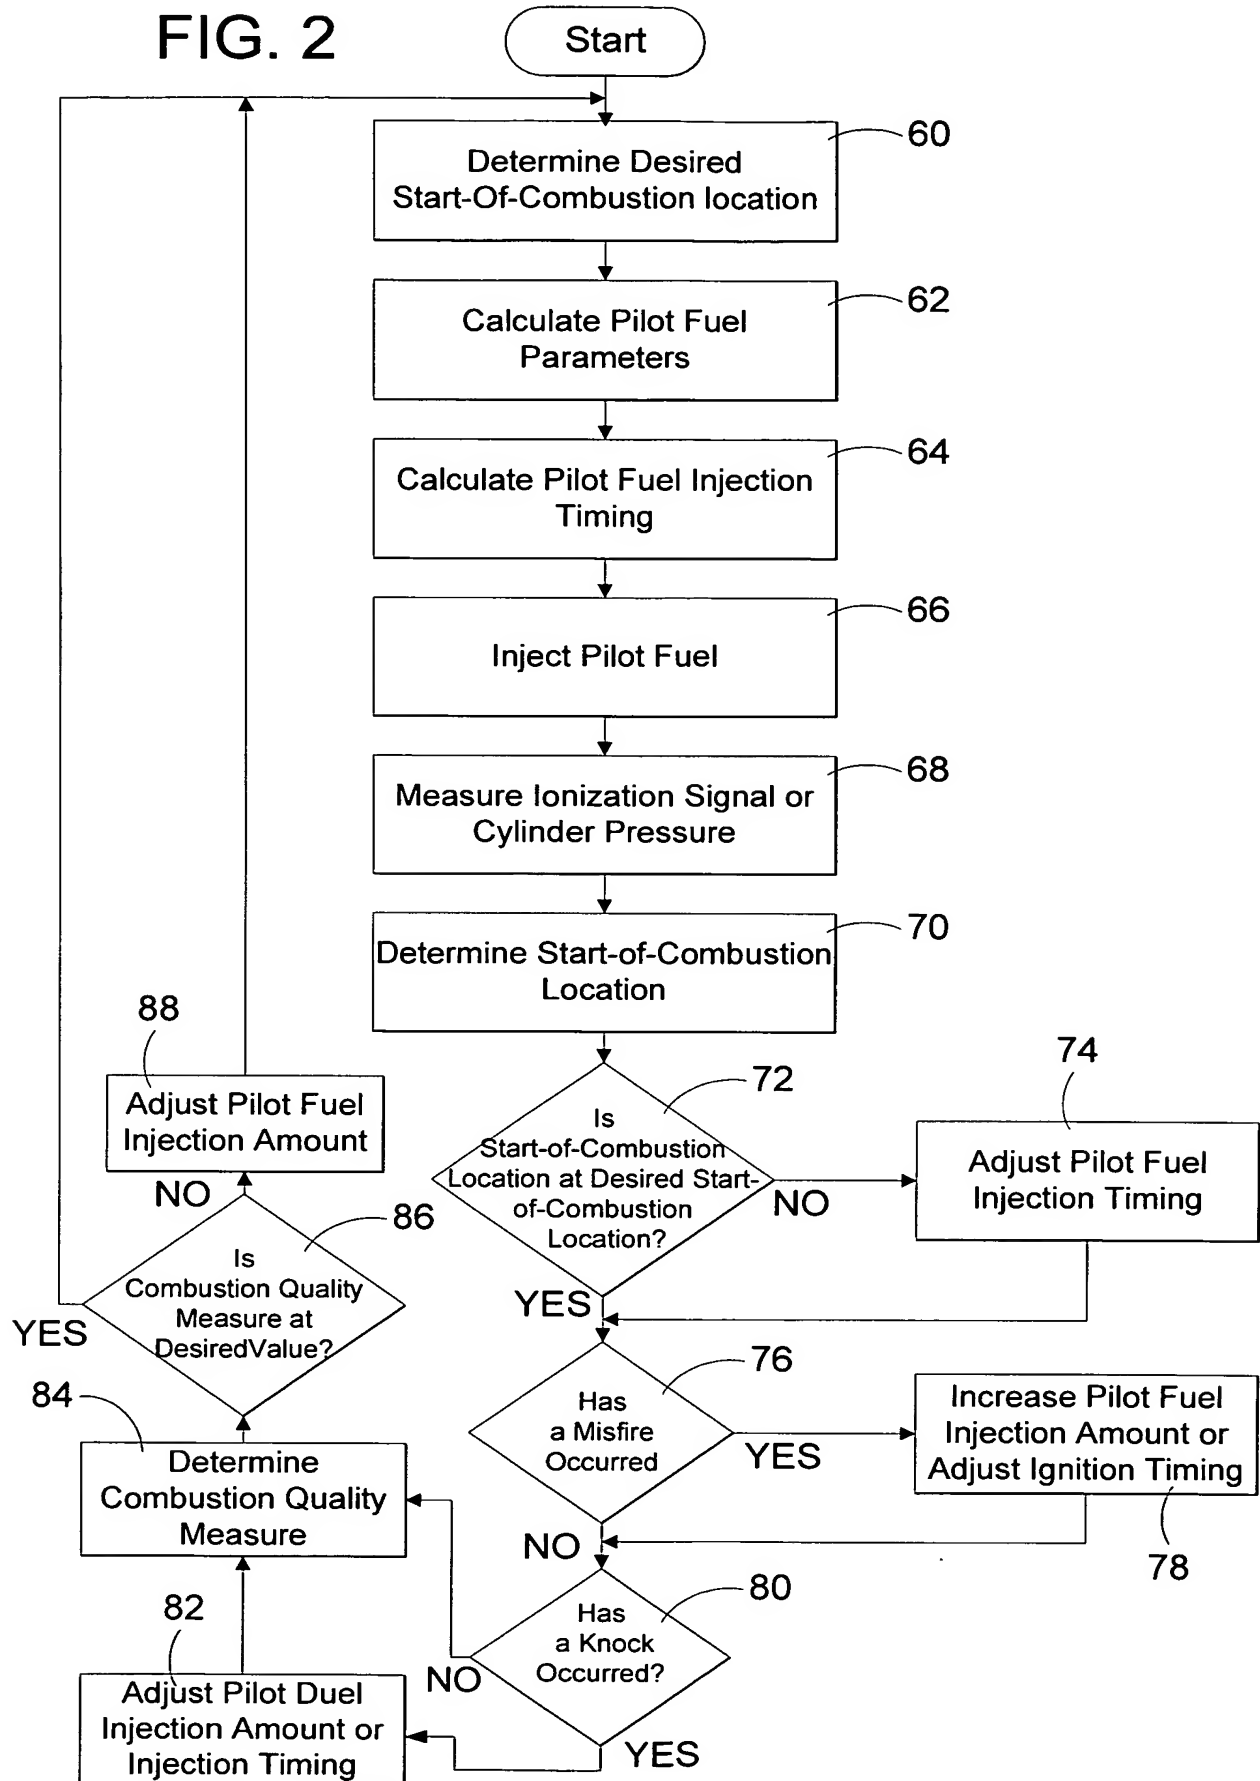 FIG. 2
Start
60
Determine Desired
Start-Of-Combustion location
62
Calculate Pilot Fuel
Parameters
64
Calculate Pilot Fuel Injection
Timing
66
Inject Pilot Fuel
68
Measure Ionization Signal or
Cylinder Pressure
70
Determine Start-of-Combustion
Location
72
Is
Start-of-Combustion
Location at Desired Start-
of-Combustion
Location?
NO
YES
74
Adjust Pilot Fuel
Injection Timing
76
Has
a Misfire
Occurred
YES
NO
Increase Pilot Fuel
Injection Amount or
Adjust Ignition Timing
78
80
Has
a Knock
Occurred?
NO
YES
82
Adjust Pilot Duel
Injection Amount or
Injection Timing
84
Determine
Combustion Quality
Measure
86
Is
Combustion Quality
Measure at
DesiredValue?
YES
NO
88
Adjust Pilot Fuel
Injection Amount